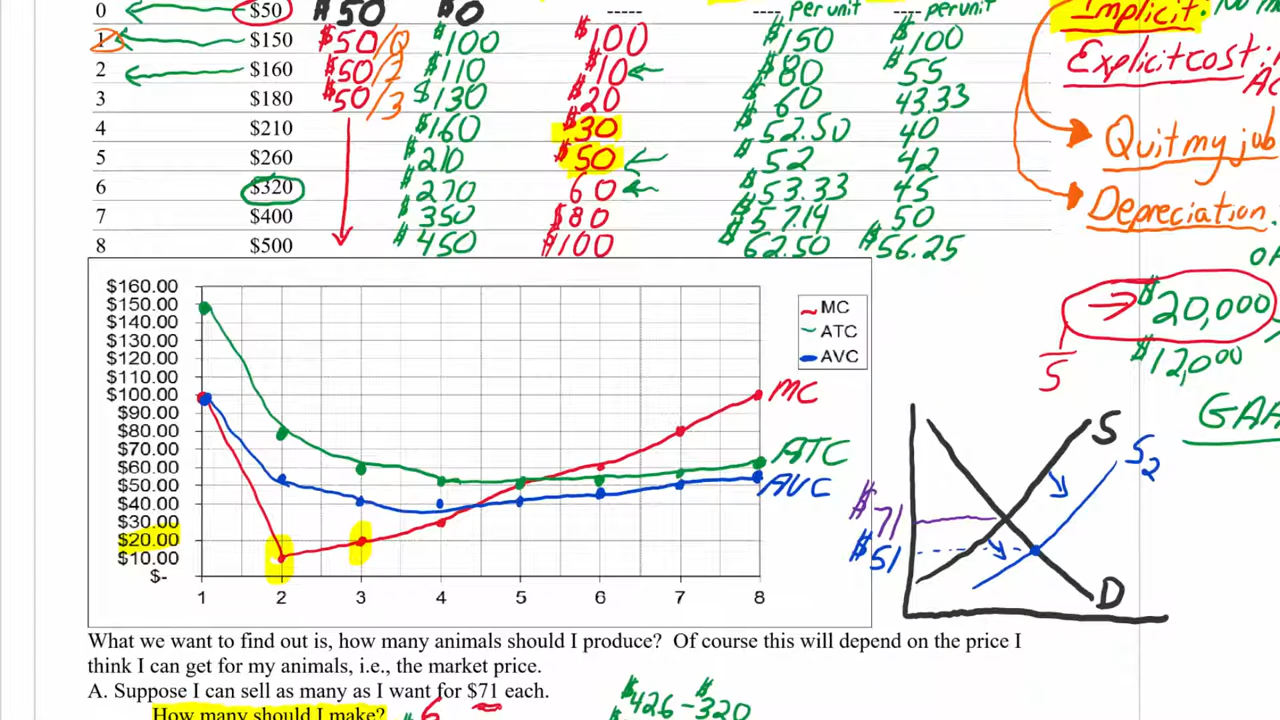 0 $50 $50 $0 ----- ---- per unit ---- per unit
1 $150 $50/0 $100 $100 $150 $100
2 $160 $50/2 $110 $10 $80 55
3 $180 $50/3 $130 $20 $60 43.33
4 $210 $160 $30 $52.50 40
5 $260 $210 $50 $52 42
6 $320 $270 60 $53.33 45
7 $400 $350 $80 $57.14 50
8 $500 $450 $100 $62.50 $56.25
Implicit:
Explicit cost:
Quit my job
Depreciation.
$20,000
$12,000
5
$160.00
$150.00
$140.00
$130.00
$120.00
$110.00
$100.00
$90.00
$80.00
$70.00
$60.00
$50.00
$40.00
$30.00
$20.00
$10.00
$-
1 2 3 4 5 6 7 8
MC
ATC
AVC
MC
ATC
AVC
S
S2
$71
$51
D
What we want to find out is, how many animals should I produce? Of course this will depend on the price I
think I can get for my animals, i.e., the market price.
A. Suppose I can sell as many as I want for $71 each.
How many should I make? 6
$426-$320